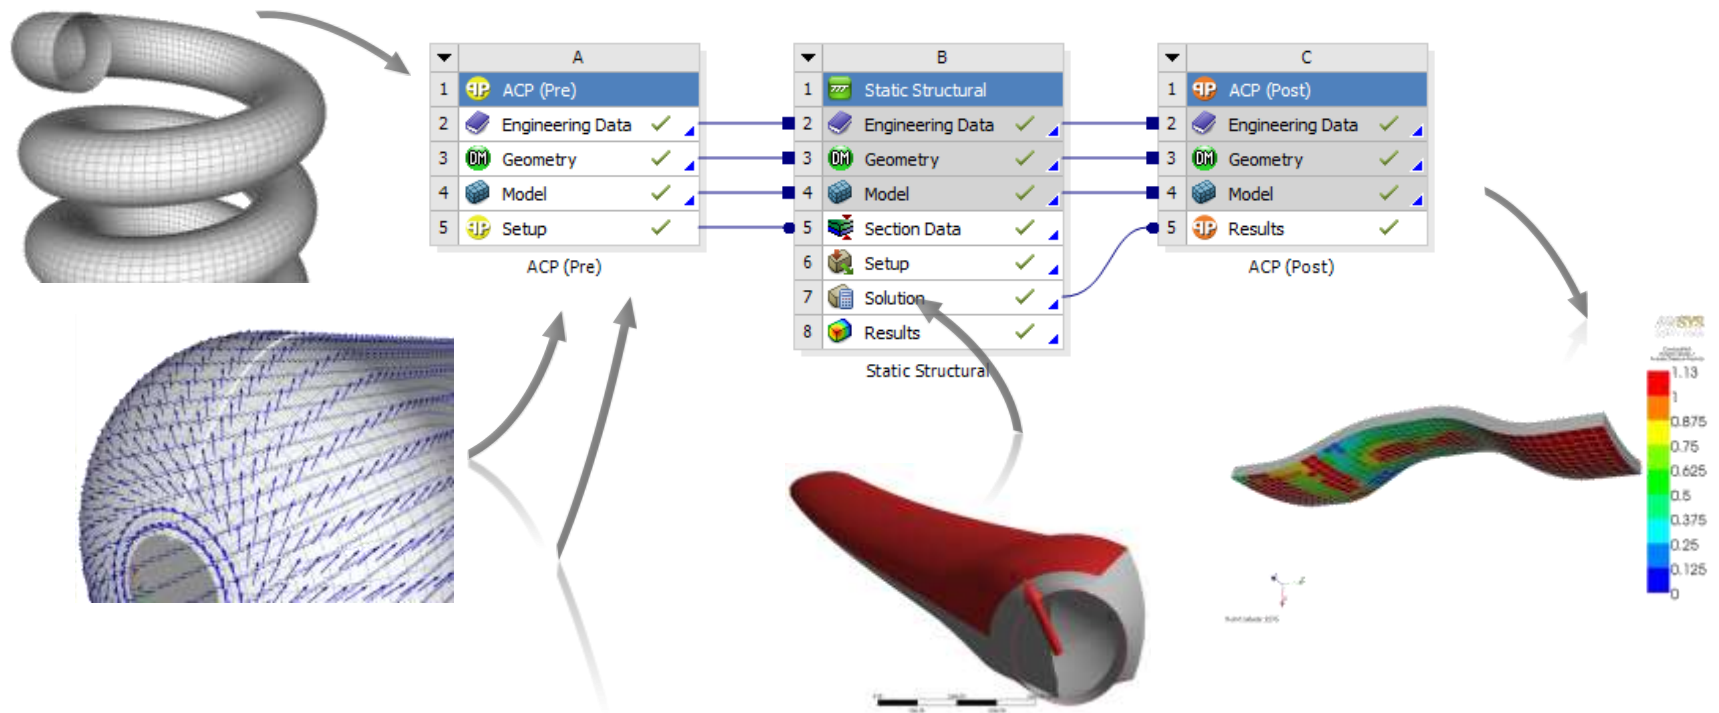 A
1 ACP (Pre)
2 Engineering Data
3 Geometry
4 Model
5 Setup
ACP (Pre)
B
1 Static Structural
2 Engineering Data
3 Geometry
4 Model
5 Section Data
6 Setup
7 Solution
8 Results
Static Structural
C
1 ACP (Post)
2 Engineering Data
3 Geometry
4 Model
5 Results
ACP (Post)
ANSYS
1.13
1
0.875
0.75
0.625
0.5
0.375
0.25
0.125
0